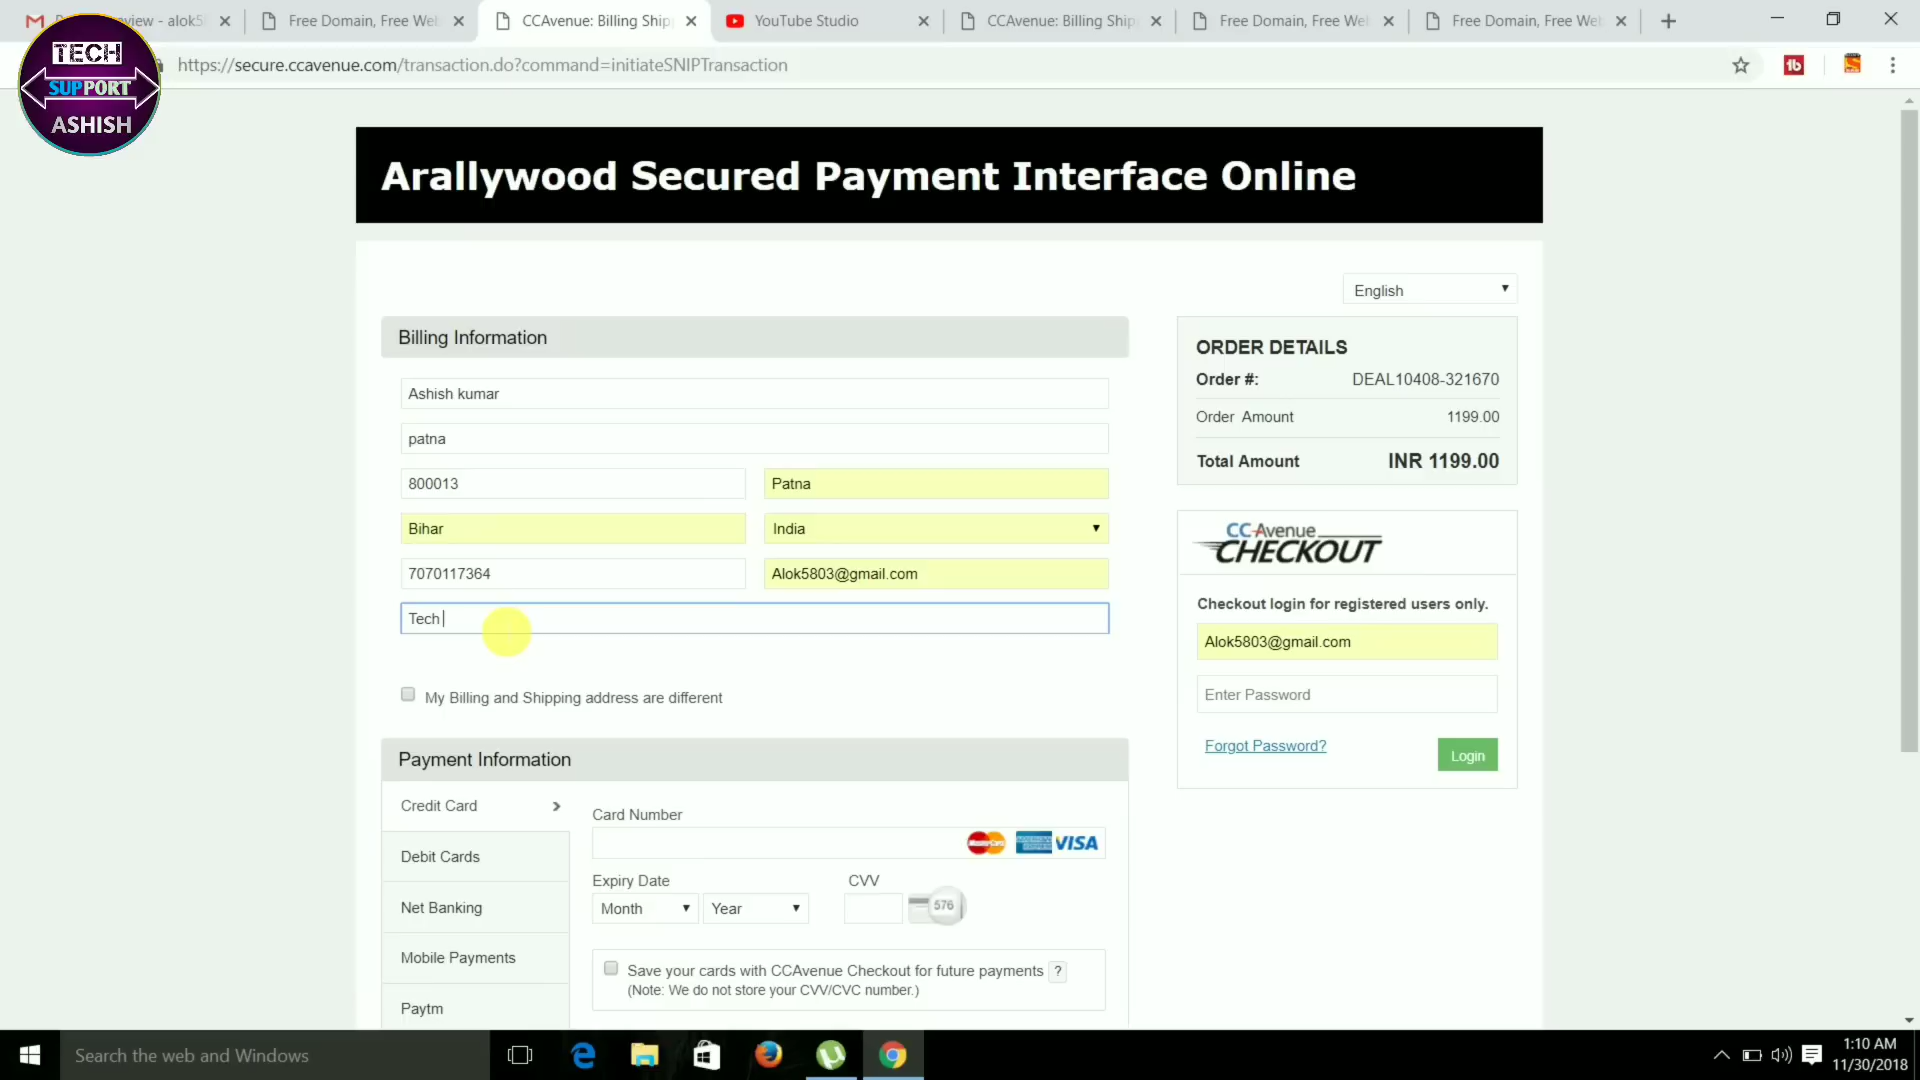 alok5
Free Domain, Free Web
CCAvenue: Billing Ship
YouTube Studio
CCAvenue: Billing Ship
Free Domain, Free Web
Free Domain, Free Web
https://secure.ccavenue.com/transaction.do?command=initiateSNIPTransaction
TECH
SUPPORT
ASHISH
Arallywood Secured Payment Interface Online
English
Billing Information
Ashish kumar
patna
800013
Patna
Bihar
India
7070117364
Alok5803@gmail.com
Tech
My Billing and Shipping address are different
ORDER DETAILS
Order #: DEAL10408-321670
Order Amount 1199.00
Total Amount INR 1199.00
CC Avenue
CHECKOUT
Checkout login for registered users only.
Alok5803@gmail.com
Enter Password
Forgot Password?
Login
Payment Information
Credit Card
Debit Cards
Net Banking
Mobile Payments
Paytm
Card Number
MasterCard
VISA
Expiry Date
CVV
Month
Year
576
Save your cards with CCAvenue Checkout for future payments ?
(Note: We do not store your CVV/CVC number.)
Search the web and Windows
1:10 AM
11/30/2018